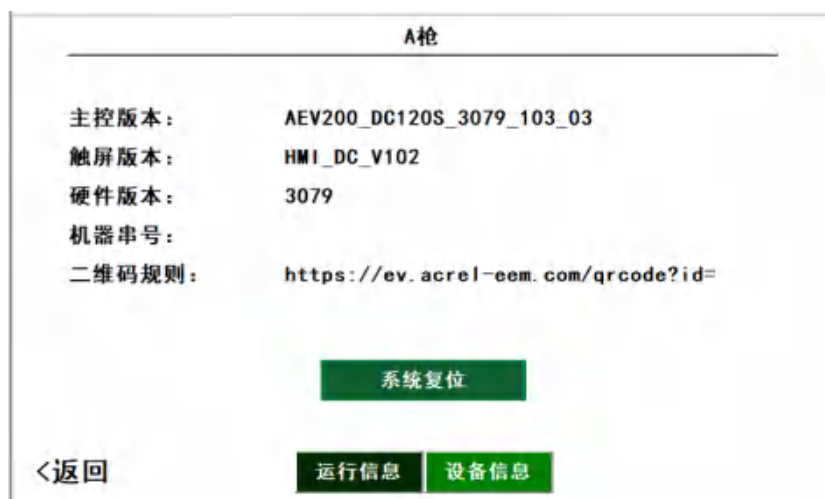 A枪
主控版本： AEV200_DC120S_3079_103_03
触屏版本： HMI_DC_V102
硬件版本： 3079
机器串号：
二维码规则： https://ev.acrel-eem.com/qrcode?id=
系统复位
<返回 运行信息 设备信息